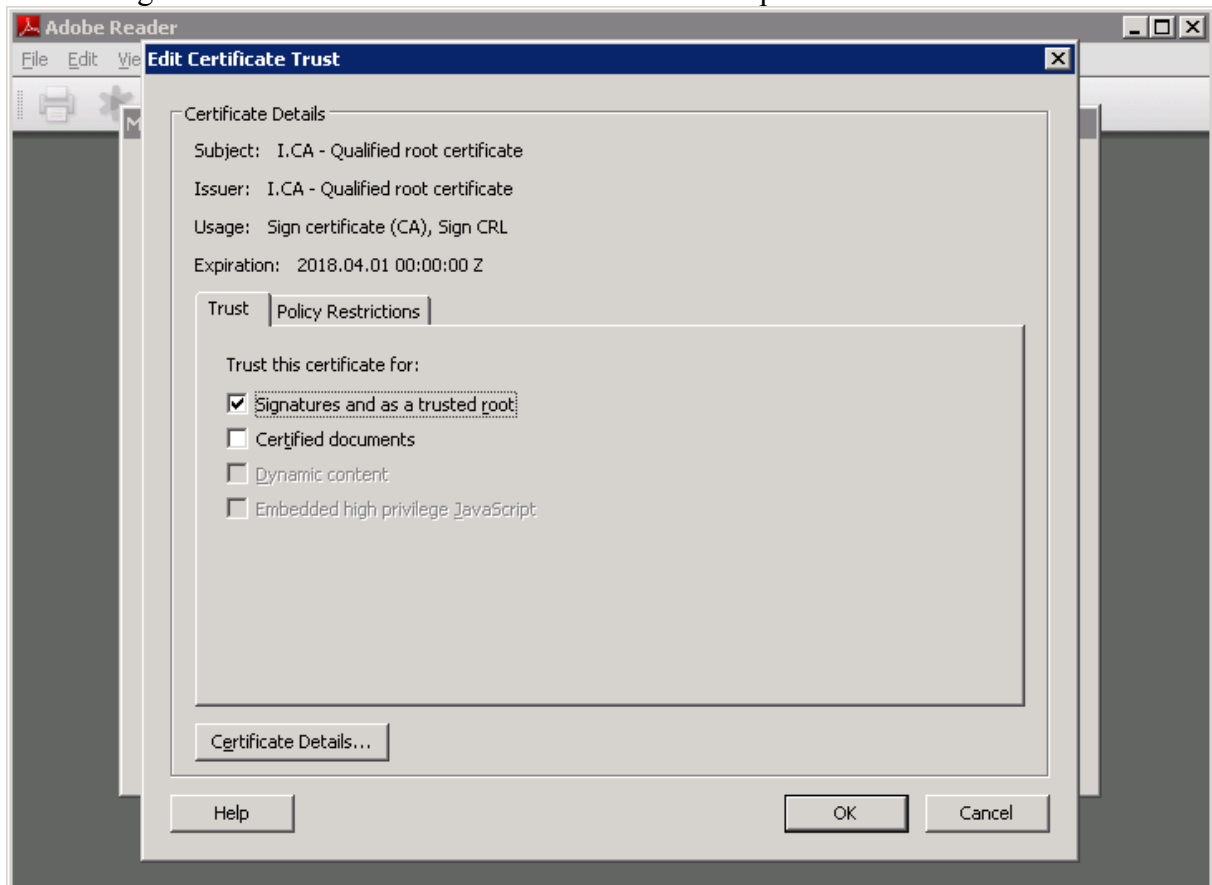 Adobe Reader
File Edit Vie
Edit Certificate Trust
M
Certificate Details
Subject: I.CA - Qualified root certificate
Issuer: I.CA - Qualified root certificate
Usage: Sign certificate (CA), Sign CRL
Expiration: 2018.04.01 00:00:00 Z
Trust Policy Restrictions
Trust this certificate for:
Signatures and as a trusted root
Certified documents
Dynamic content
Embedded high privilege JavaScript
Certificate Details...
Help OK Cancel